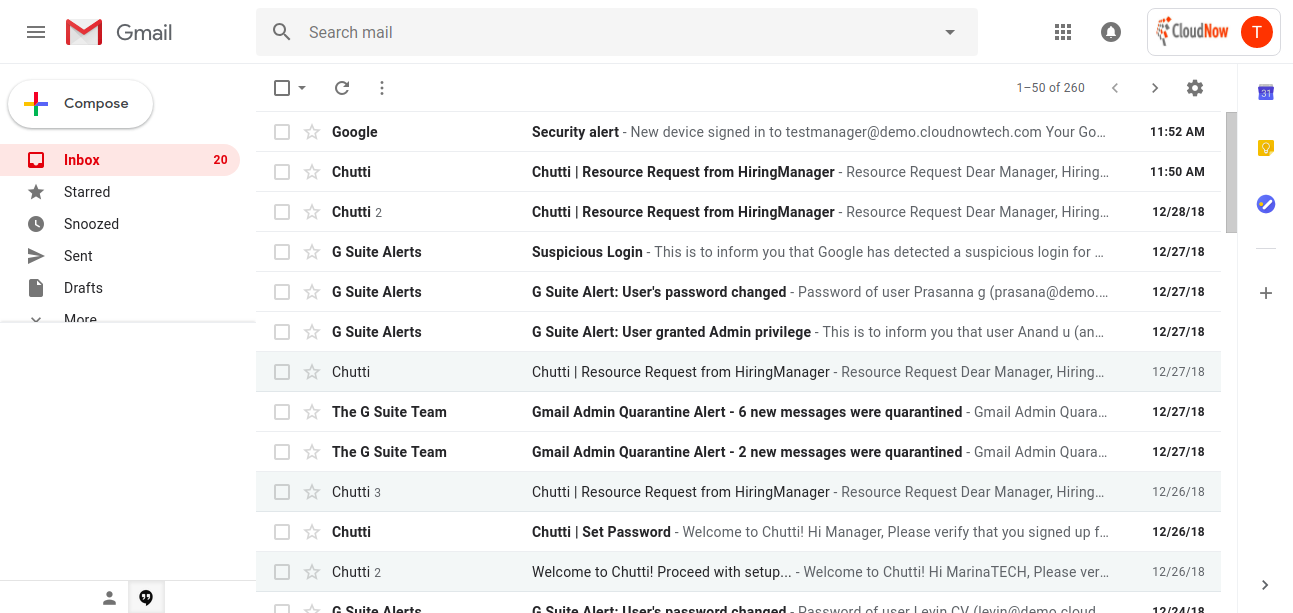 Gmail
Search mail
CloudNow
T
Compose
1–50 of 260
31
Inbox 20
Starred
Snoozed
Sent
Drafts
More
Google Security alert - New device signed in to testmanager@demo.cloudnowtech.com Your Go… 11:52 AM
Chutti Chutti | Resource Request from HiringManager - Resource Request Dear Manager, Hiring… 11:50 AM
Chutti 2 Chutti | Resource Request from HiringManager - Resource Request Dear Manager, Hiring… 12/28/18
G Suite Alerts Suspicious Login - This is to inform you that Google has detected a suspicious login for … 12/27/18
G Suite Alerts G Suite Alert: User's password changed - Password of user Prasanna g (prasana@demo.… 12/27/18
G Suite Alerts G Suite Alert: User granted Admin privilege - This is to inform you that user Anand u (an… 12/27/18
Chutti Chutti | Resource Request from HiringManager - Resource Request Dear Manager, Hiring… 12/27/18
The G Suite Team Gmail Admin Quarantine Alert - 6 new messages were quarantined - Gmail Admin Quara… 12/27/18
The G Suite Team Gmail Admin Quarantine Alert - 2 new messages were quarantined - Gmail Admin Quara… 12/27/18
Chutti 3 Chutti | Resource Request from HiringManager - Resource Request Dear Manager, Hiring… 12/26/18
Chutti Chutti | Set Password - Welcome to Chutti! Hi Manager, Please verify that you signed up f… 12/26/18
Chutti 2 Welcome to Chutti! Proceed with setup... - Welcome to Chutti! Hi MarinaTECH, Please ver… 12/26/18
G Suite Alerts G Suite Alert: User's password changed - Password of user Levin CV (levin@demo.cloud… 12/24/18